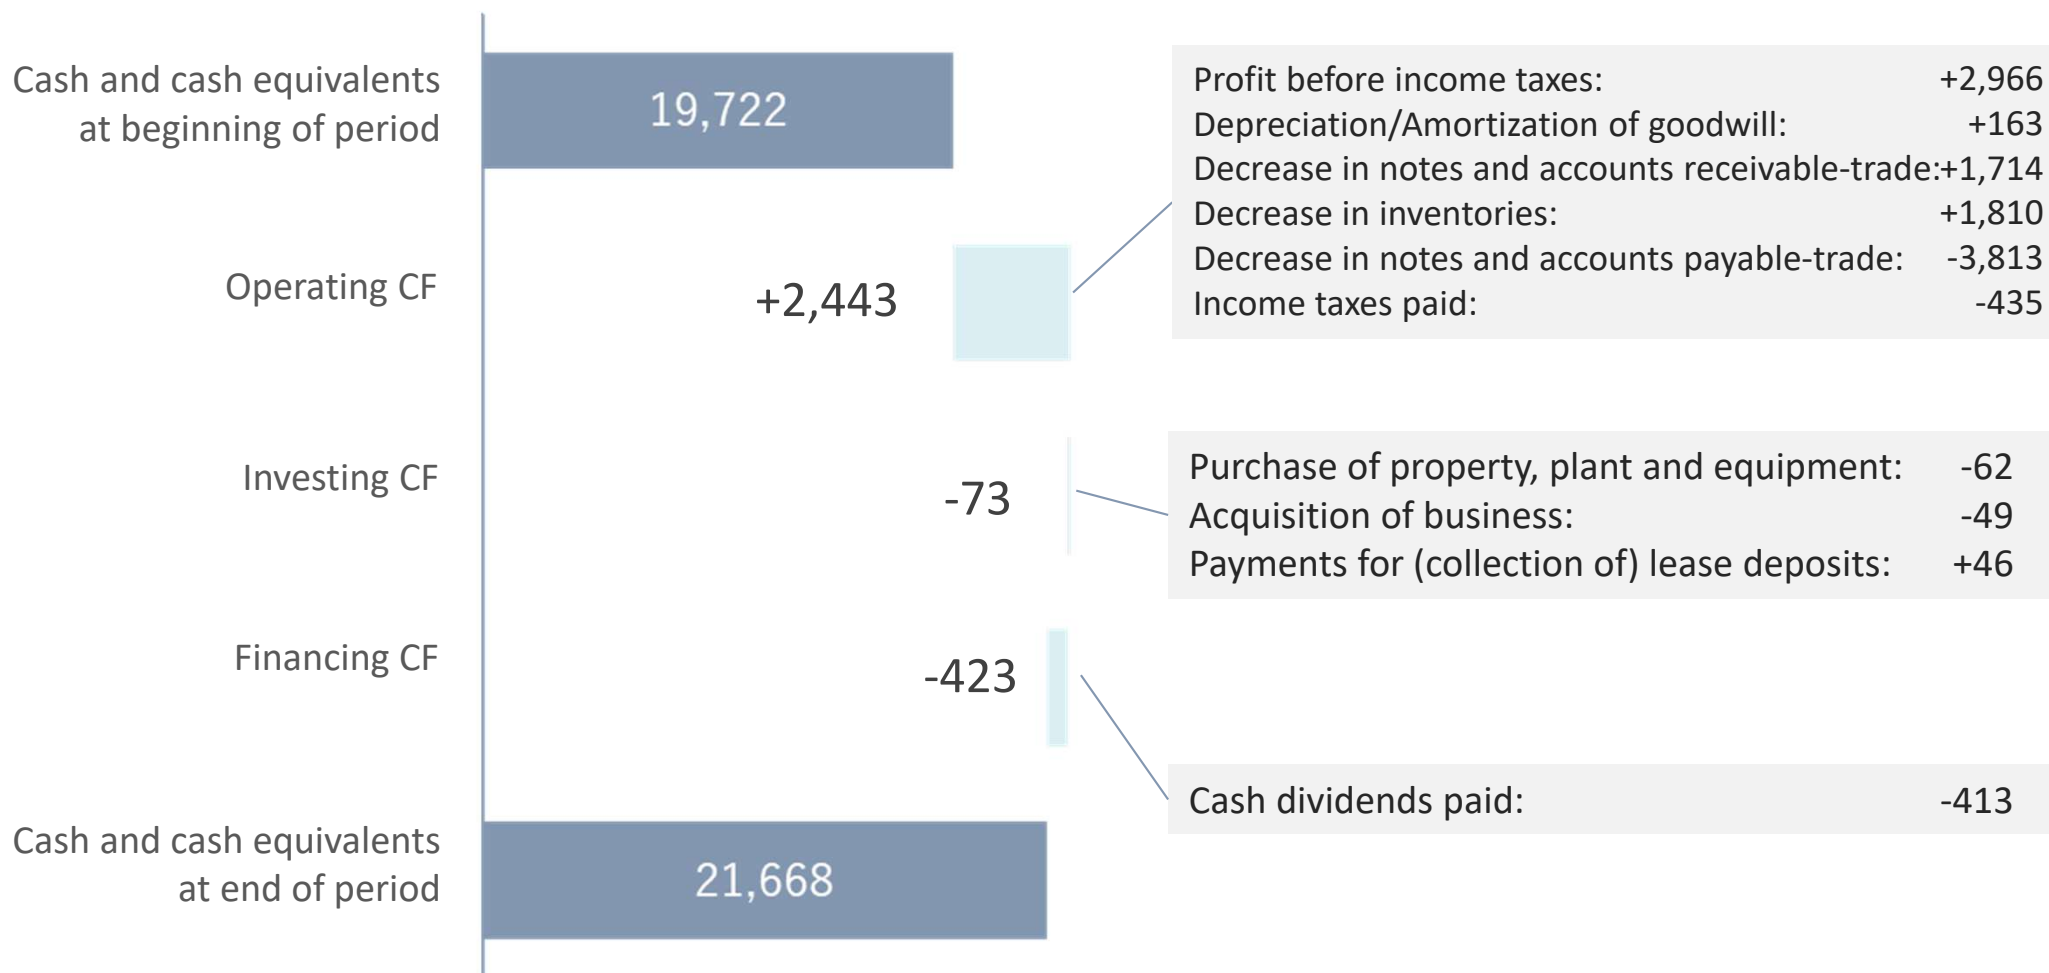 Cash and cash equivalents
at beginning of period
19,722
Profit before income taxes: +2,966
Depreciation/Amortization of goodwill: +163
Decrease in notes and accounts receivable-trade:+1,714
Decrease in inventories: +1,810
Decrease in notes and accounts payable-trade: -3,813
Income taxes paid: -435
Operating CF
+2,443
Investing CF
-73
Purchase of property, plant and equipment: -62
Acquisition of business: -49
Payments for (collection of) lease deposits: +46
Financing CF
-423
Cash dividends paid: -413
Cash and cash equivalents
at end of period
21,668